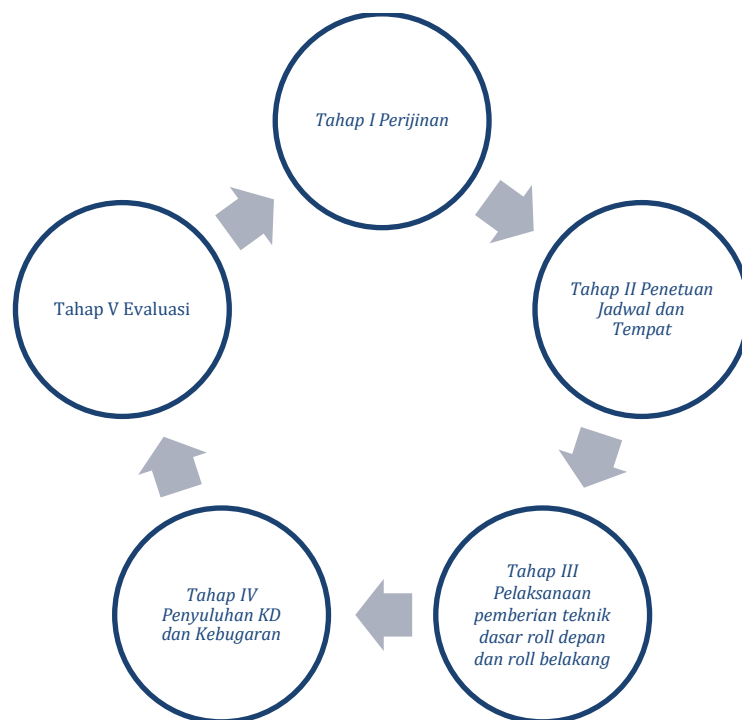 Tahap I Perijinan
Tahap II Penetuan
Jadwal dan
Tempat
Tahap III
Pelaksanaan
pemberian teknik
dasar roll depan
dan roll belakang
Tahap IV
Penyuluhan KD
dan Kebugaran
Tahap V Evaluasi